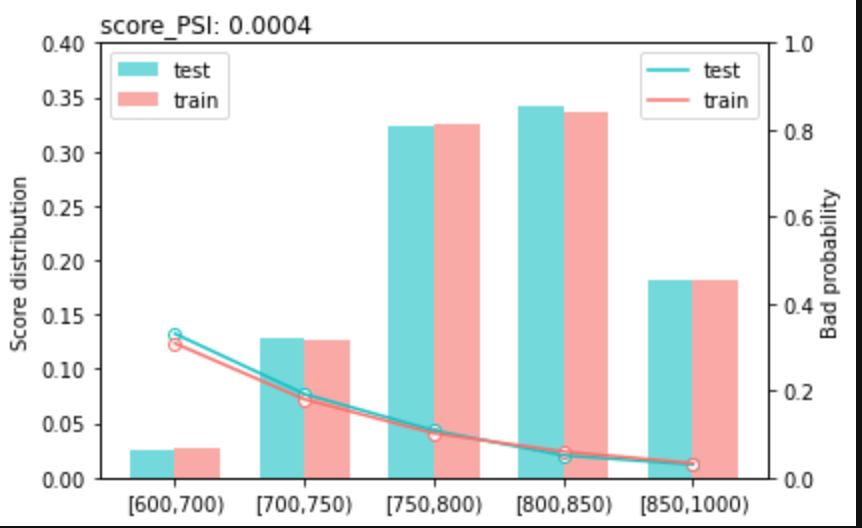 score_PSI: 0.0004
0.40
0.35
0.30
0.25
0.20
0.15
0.10
0.05
0.00
Score distribution
test
train
test
train
1.0
0.8
0.6
0.4
0.2
0.0
Bad probability
[600,700) [700,750) [750,800) [800,850) [850,1000)